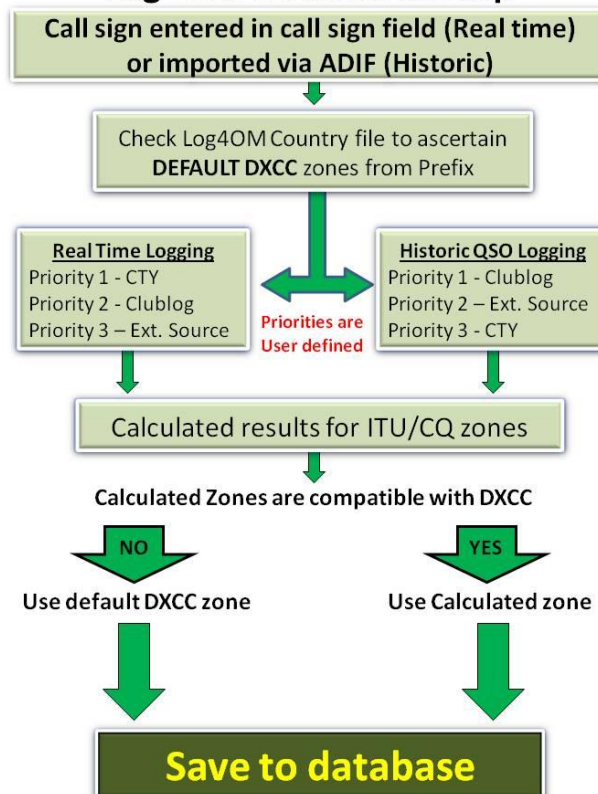 Call sign entered in call sign field (Real time)
or imported via ADIF (Historic)
Check Log4OM Country file to ascertain
DEFAULT DXCC zones from Prefix
Real Time Logging
Priority 1 - CTY
Priority 2 - Clublog
Priority 3 – Ext. Source
Priorities are
User defined
Historic QSO Logging
Priority 1 - Clublog
Priority 2 – Ext. Source
Priority 3 - CTY
Calculated results for ITU/CQ zones
Calculated Zones are compatible with DXCC
NO
YES
Use default DXCC zone
Use Calculated zone
Save to database